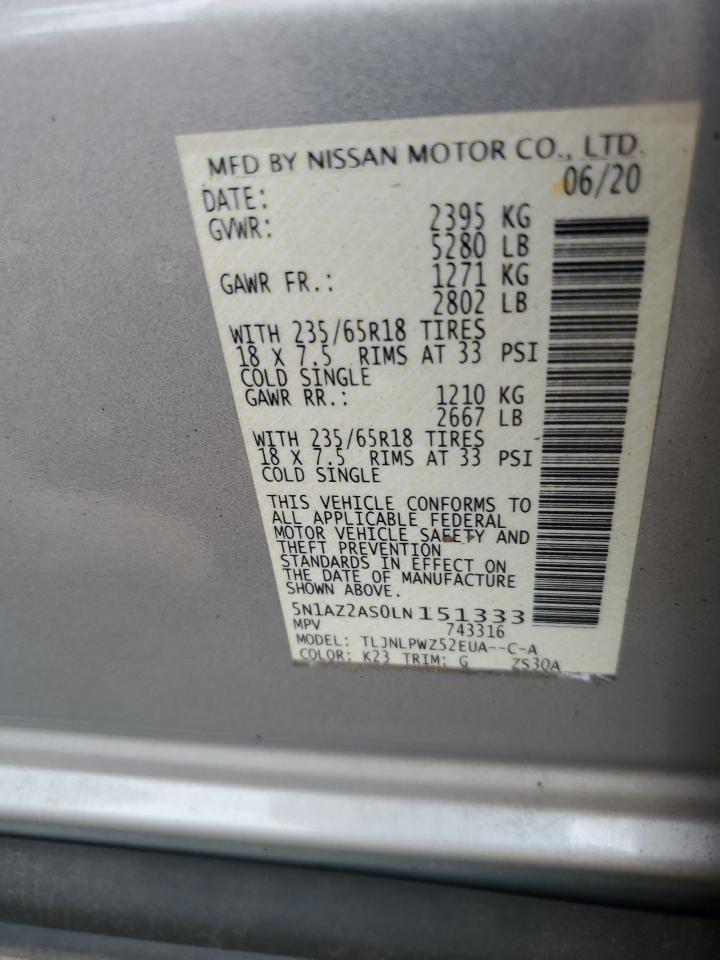 MFD BY NISSAN MOTOR CO., LTD.
DATE: 06/20
GVWR: 2395 KG
5280 LB
GAWR FR.: 1271 KG
2802 LB
WITH 235/65R18 TIRES
18 X 7.5 RIMS AT 33 PSI
COLD SINGLE
GAWR RR.: 1210 KG
2667 LB
WITH 235/65R18 TIRES
18 X 7.5 RIMS AT 33 PSI
COLD SINGLE
THIS VEHICLE CONFORMS TO
ALL APPLICABLE FEDERAL
MOTOR VEHICLE SAFETY AND
THEFT PREVENTION
STANDARDS IN EFFECT ON
THE DATE OF MANUFACTURE
SHOWN ABOVE.
5N1AZ2AS0LN151333
MPV 743316
MODEL: TLJNLPWZ52EUA--C-A
COLOR: K23 TRIM: G ZS30A